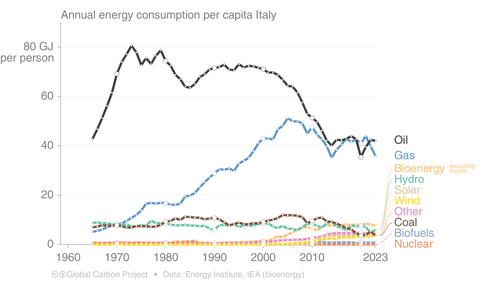 Annual energy consumption per capita Italy
80 GJ
per person
60
40
20
0
1960
1970
1980
1990
2000
2010
2023
Oil
Gas
Bioenergy excluding liquids
Hydro
Solar
Wind
Other
Coal
Biofuels
Nuclear
Global Carbon Project • Data: Energy Institute, IEA (bioenergy)